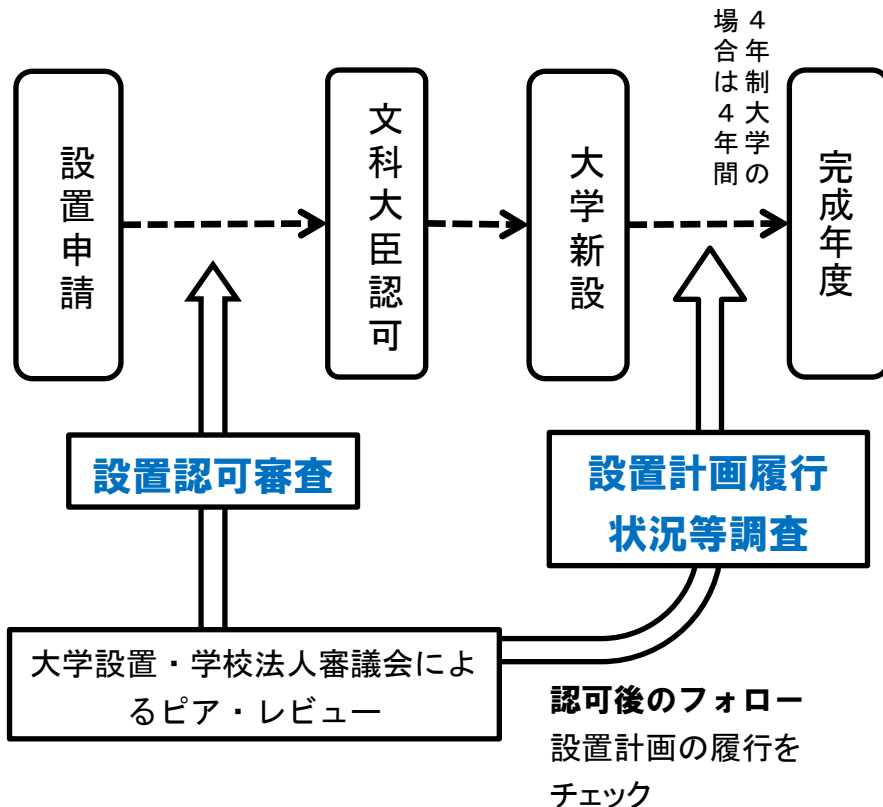 設置申請
文科大臣認可
大学新設
４年制大学の
場合は４年間
完成年度
設置認可審査
設置計画履行
状況等調査
大学設置・学校法人審議会によ
るピア・レビュー
認可後のフォロー
設置計画の履行を
チェック